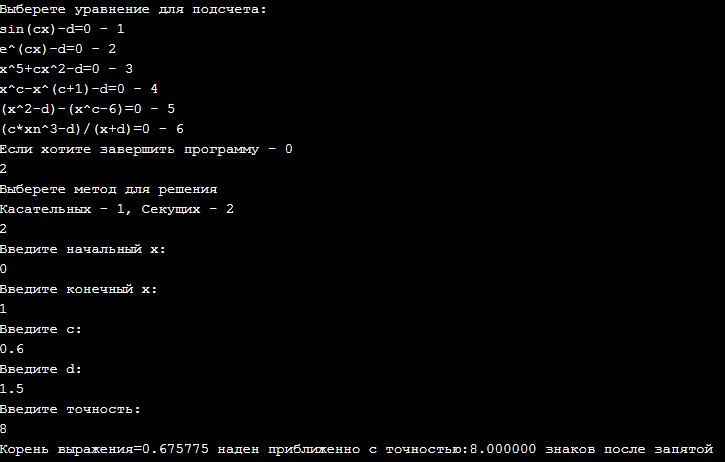 Выберете уравнение для подсчета:
sin(cx)-d=0 - 1
e^(cx)-d=0 - 2
x^5+cx^2-d=0 - 3
x^c-x^(c+1)-d=0 - 4
(x^2-d)-(x^c-6)=0 - 5
(c*xn^3-d)/(x+d)=0 - 6
Если хотите завершить программу - 0
2
Выберете метод для решения
Касательных - 1, Секущих - 2
2
Введите начальный x:
0
Введите конечный x:
1
Введите c:
0.6
Введите d:
1.5
Введите точность:
8
Корень выражения=0.675775 наден приближенно с точностью:8.000000 знаков после запятой